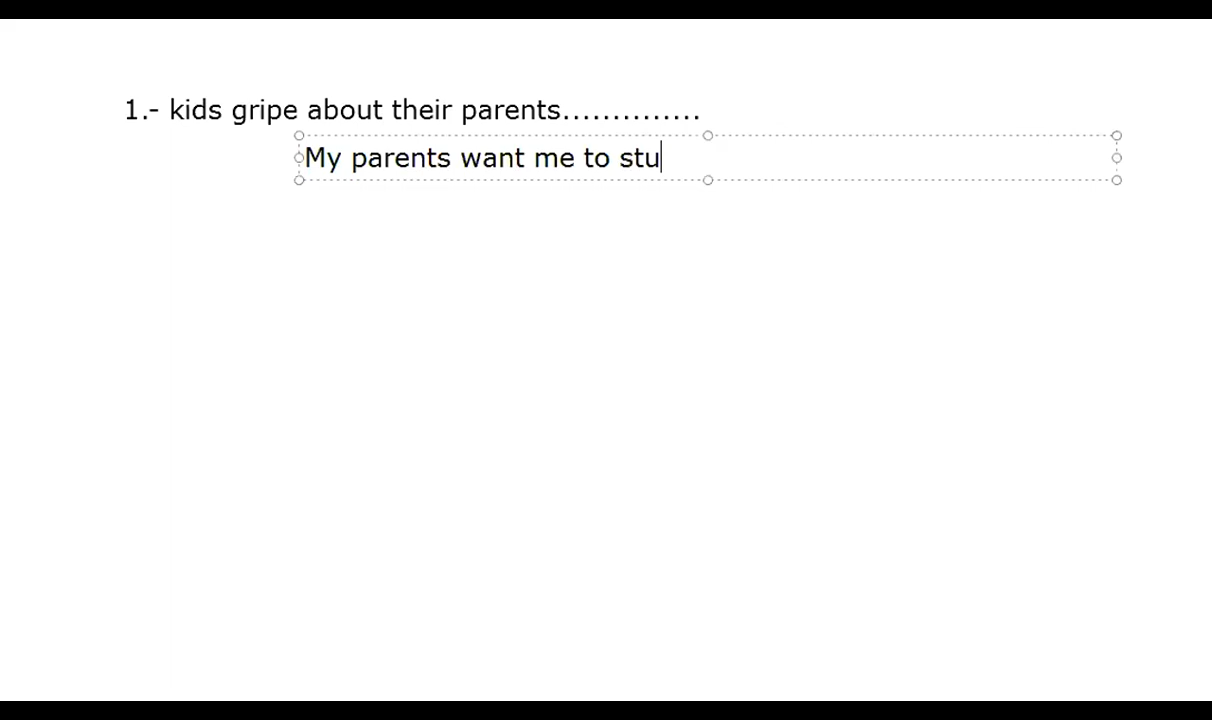 1.- kids gripe about their parents..............
My parents want me to stu